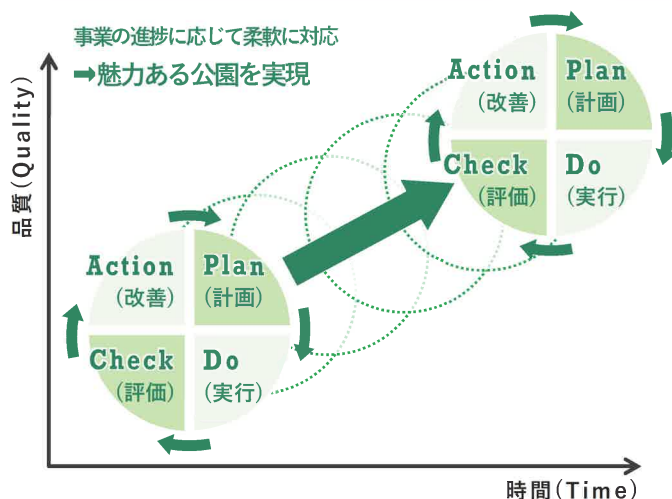 事業の進捗に応じて柔軟に対応
➡魅力ある公園を実現
品質(Quality)
Action
(改善)
Plan
(計画)
Check
(評価)
Do
(実行)
Action
(改善)
Plan
(計画)
Check
(評価)
Do
(実行)
時間(Time)